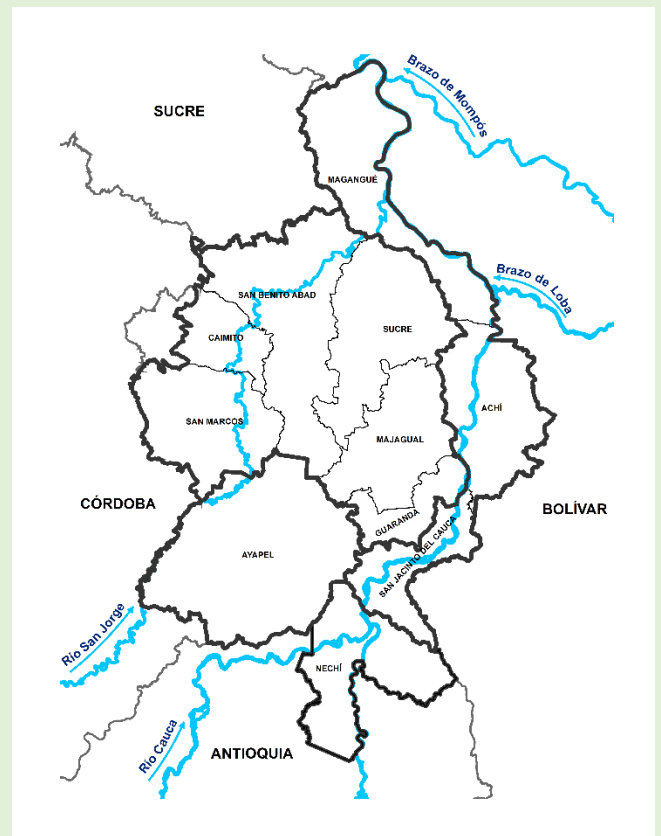 Brazo de Mompós
SUCRE
MAGANGUÉ
Brazo de Loba
SAN BENITO ABAD
SUCRE
CAIMITO
ACHÍ
SAN MARCOS
MAJAGUAL
CÓRDOBA
BOLÍVAR
GUARANDA
AYAPEL
SAN JACINTO DEL CAUCA
Río San Jorge
NECHÍ
Río Cauca
ANTIOQUIA